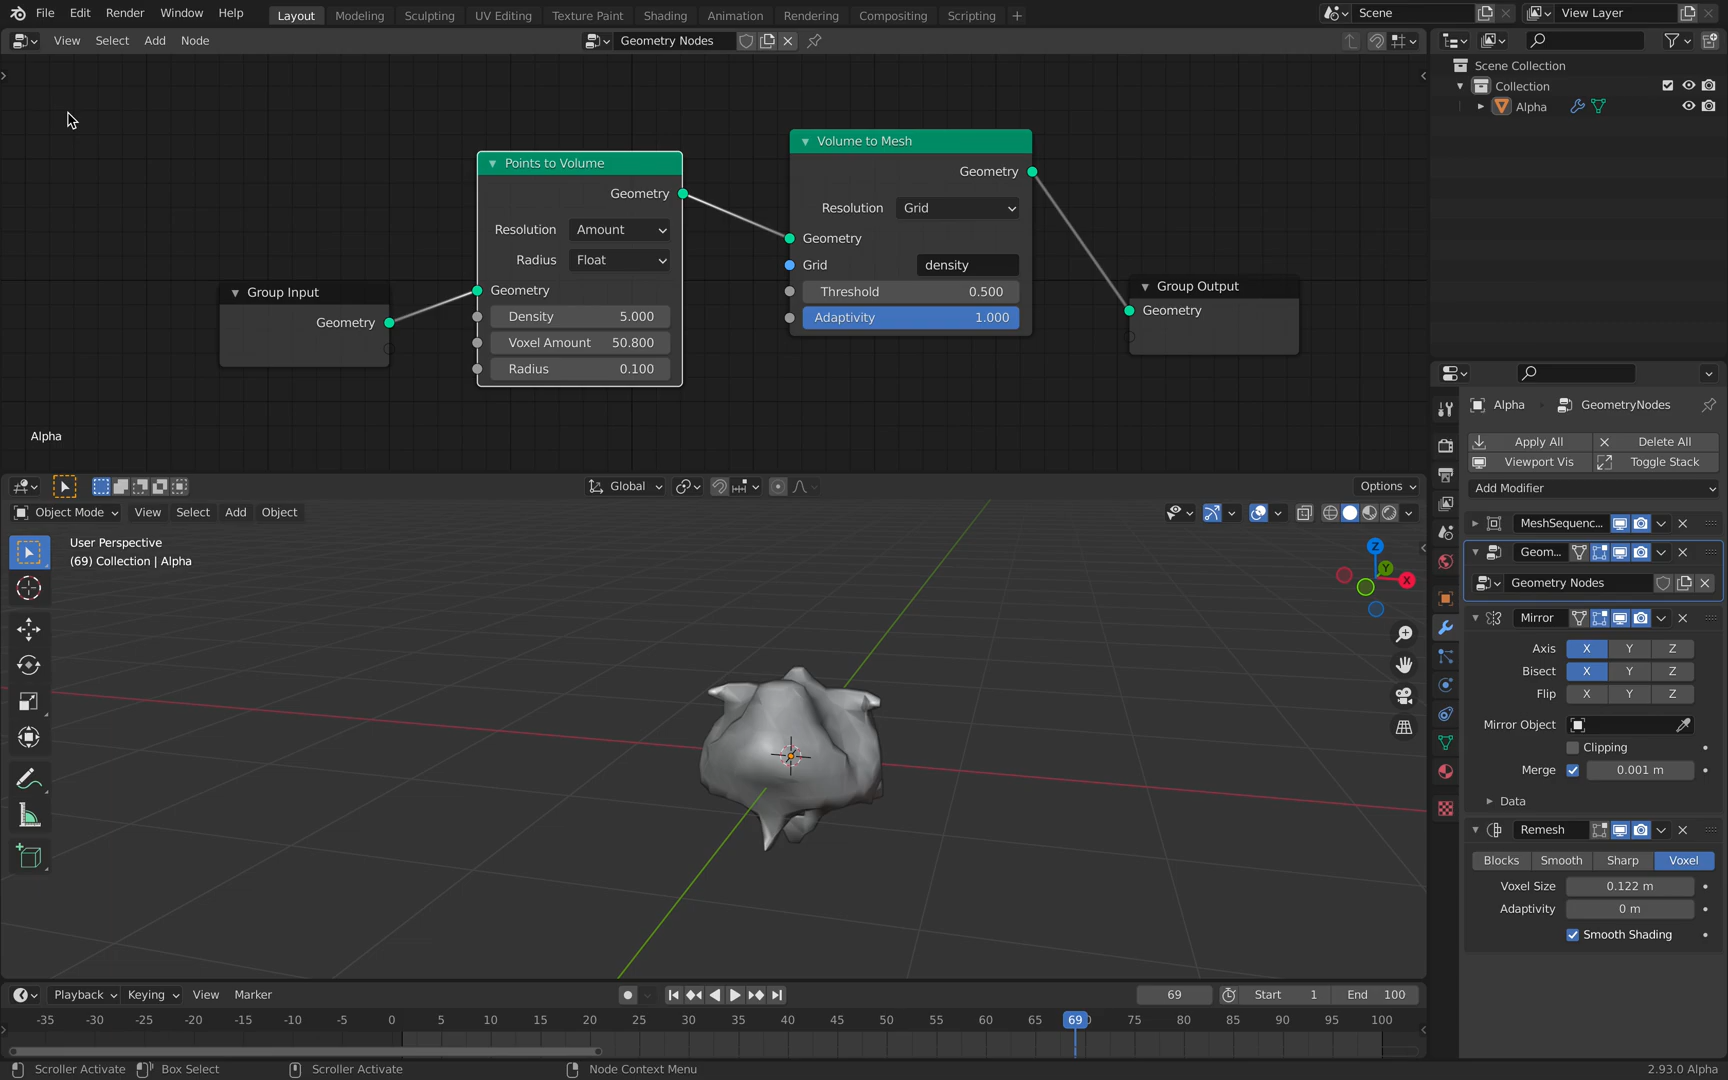 File Edit Render Window Help
Layout Modeling Sculpting UV Editing Texture Paint Shading Animation Rendering Compositing Scripting +
Scene
View Layer
View Select Add Node
Geometry Nodes
Points to Volume
Geometry
Resolution Amount
Radius Float
Geometry
Density 5.000
Voxel Amount 50.800
Radius 0.100
Volume to Mesh
Geometry
Resolution Grid
Geometry
Grid density
Threshold 0.500
Adaptivity 1.000
Group Input
Geometry
Group Output
Geometry
Alpha
Scene Collection
Collection
Alpha
Global
Options
Object Mode View Select Add Object
User Perspective
(69) Collection | Alpha
Z
Y
X
Alpha GeometryNodes
Apply All Delete All
Viewport Vis Toggle Stack
Add Modifier
MeshSequenc...
Geom...
Geometry Nodes
Mirror
Axis X Y Z
Bisect X Y Z
Flip X Y Z
Mirror Object
Clipping
Merge 0.001 m
Data
Remesh
Blocks Smooth Sharp Voxel
Voxel Size 0.122 m
Adaptivity 0 m
Smooth Shading
Playback Keying View Marker
69 Start 1 End 100
-35 -30 -25 -20 -15 -10 -5 0 5 10 15 20 25 30 35 40 45 50 55 60 65 69 75 80 85 90 95 100
Scroller Activate Box Select Scroller Activate Node Context Menu 2.93.0 Alpha